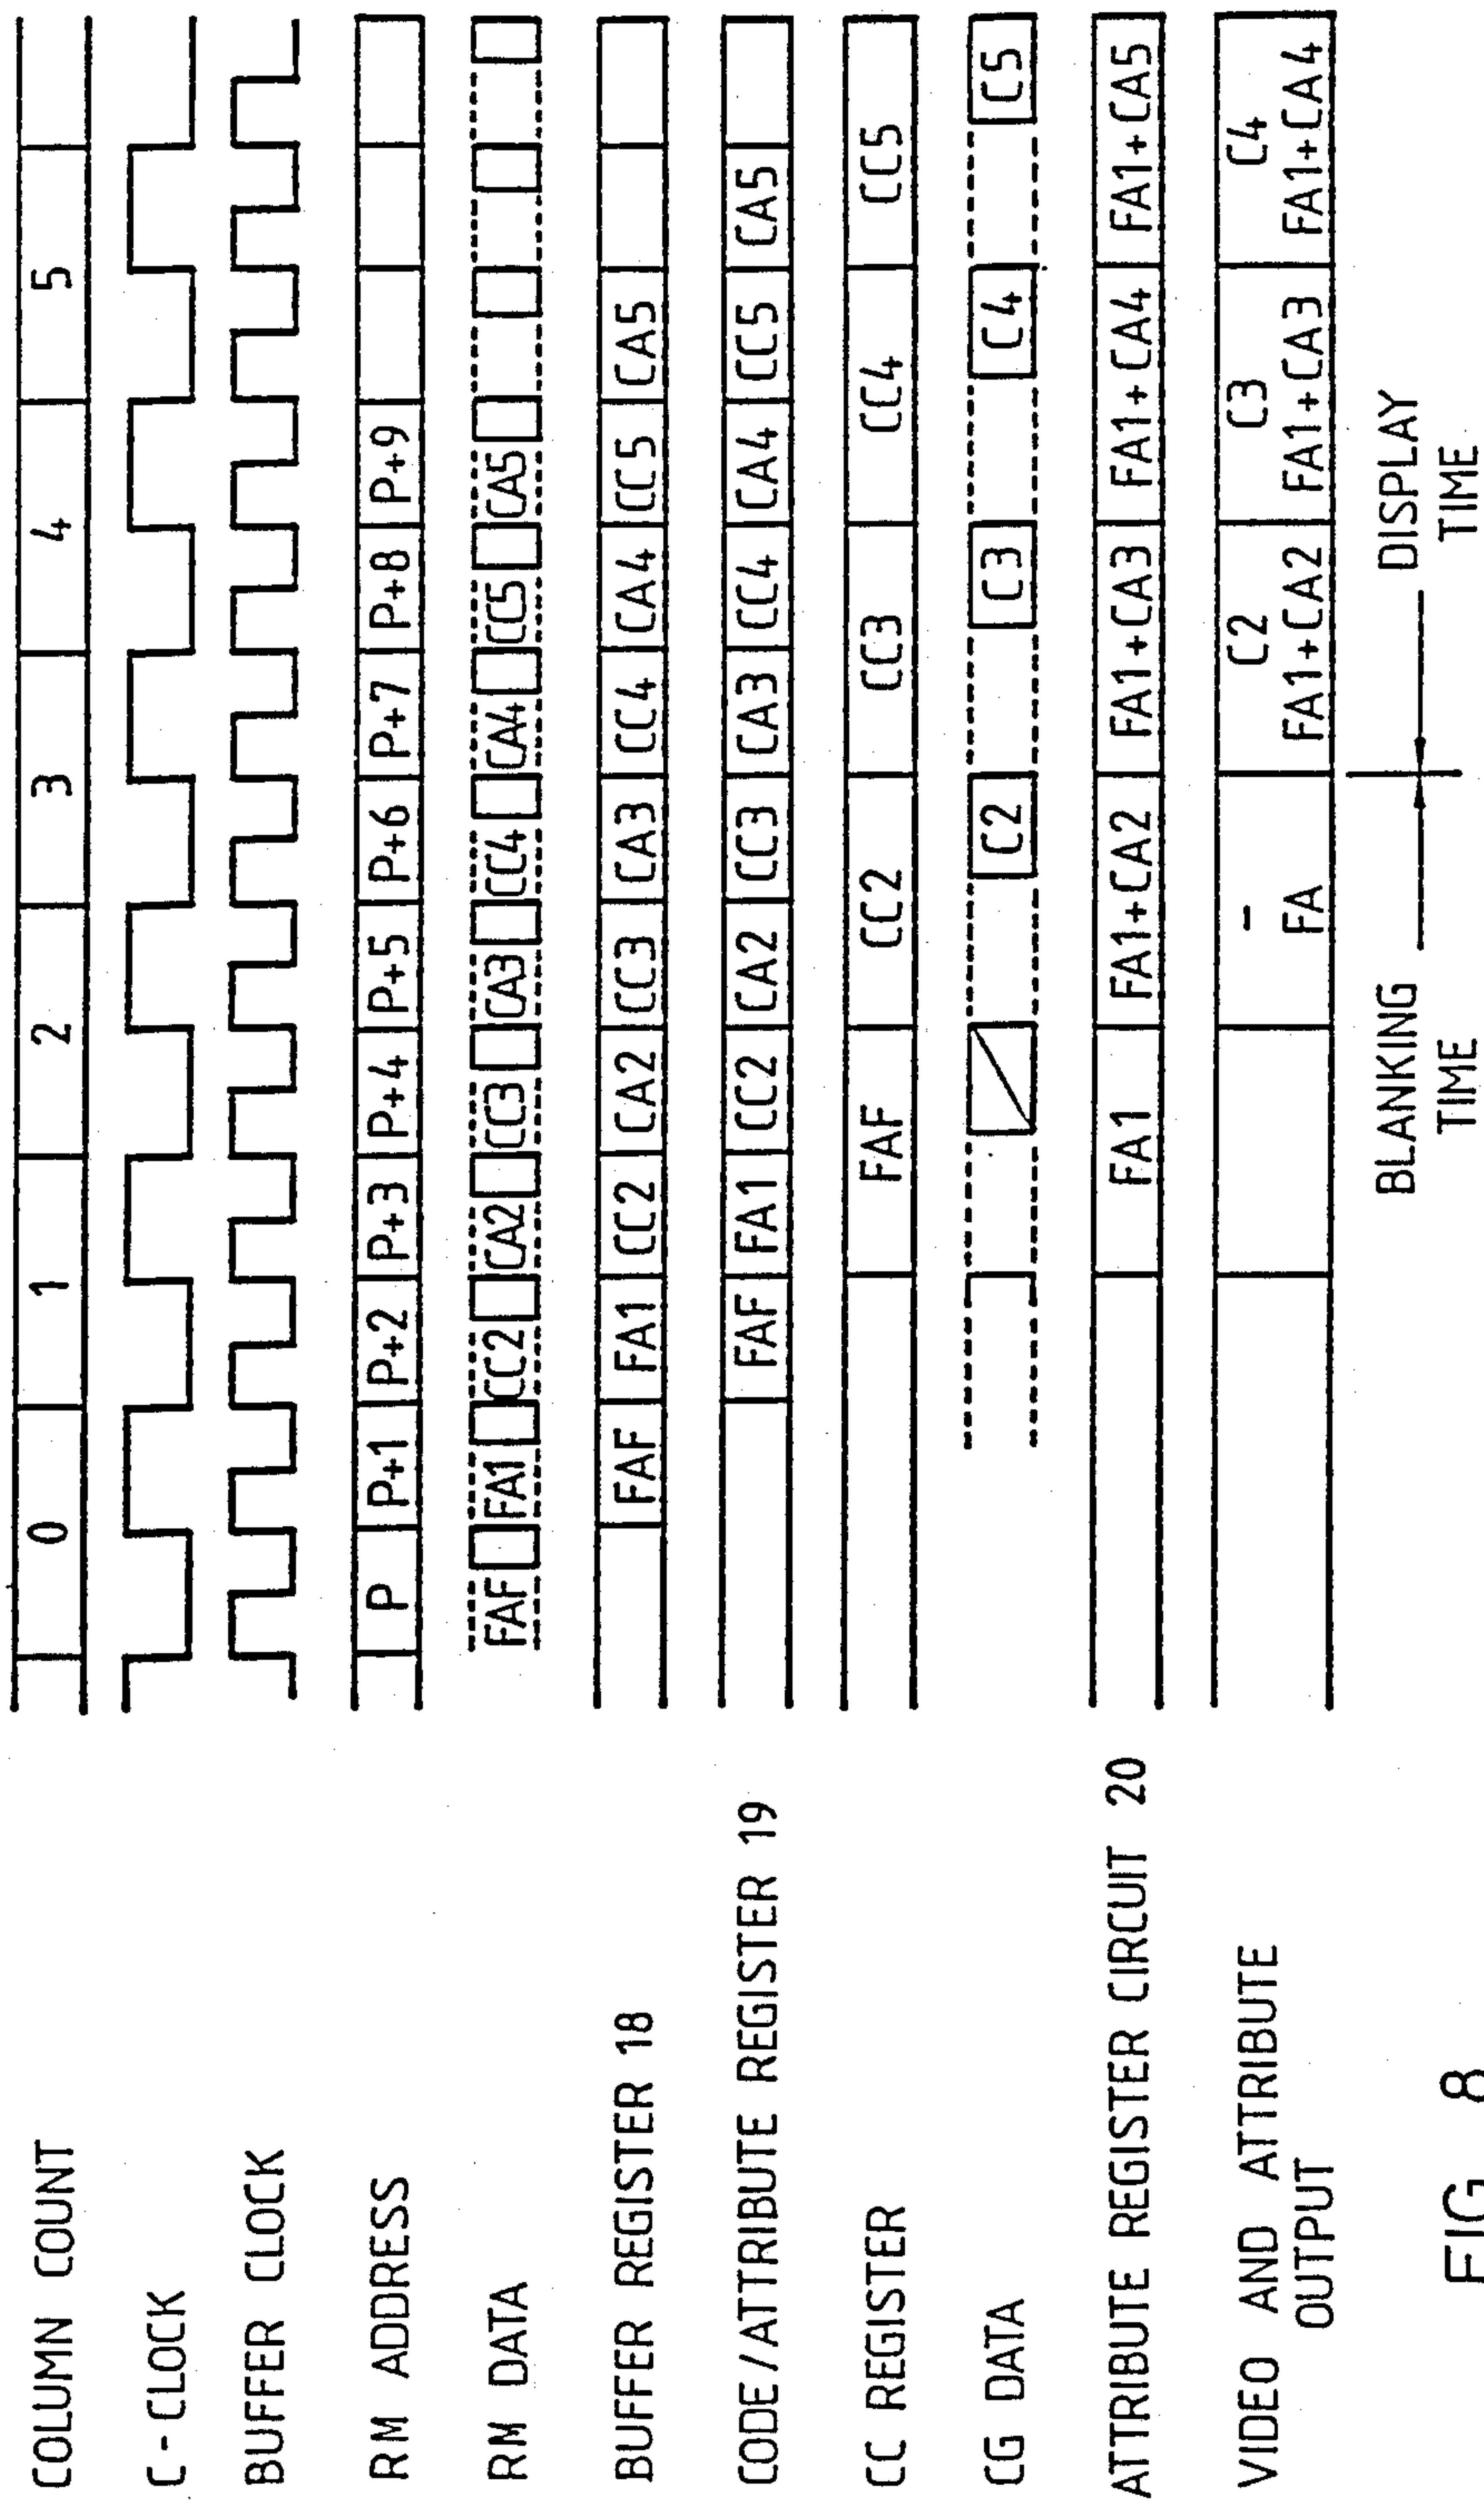 COLUMN COUNT 0 1 2 3 4 5
C-CLOCK
BUFFER CLOCK
RM ADDRESS P P+1 P+2 P+3 P+4 P+5 P+6 P+7 P+8 P+9
RM DATA FAF FA1 CC2 CA2 CC3 CA3 CC4 CA4 CC5 CA5
BUFFER REGISTER 18 FAF FA1 CC2 CA2 CC3 CA3 CC4 CA4 CC5 CA5
CODE/ATTRIBUTE REGISTER 19 FAF FA1 CC2 CA2 CC3 CA3 CC4 CA4 CC5 CA5
CC REGISTER FAF CC2 CC3 CC4 CC5
CG DATA C2 C3 C4 C5
ATTRIBUTE REGISTER CIRCUIT 20 FA1 FA1+CA2 FA1+CA3 FA1+CA4 FA1+CA5
VIDEO AND ATTRIBUTE - C2 C3 C4
OUTPUT FA FA1+CA2 FA1+CA3 FA1+CA4
BLANKING DISPLAY
TIME TIME
FIG 8